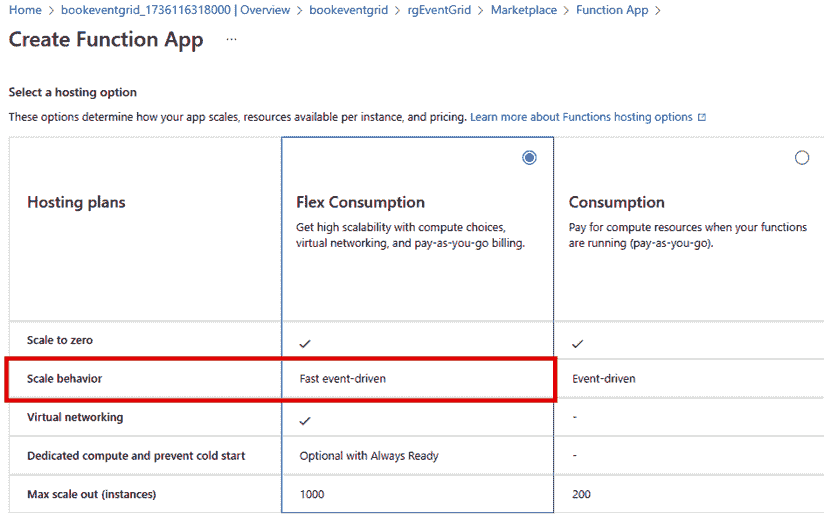 Home > bookeventgrid_1736116318000 | Overview > bookeventgrid > rgEventGrid > Marketplace > Function App >
Create Function App ...
Select a hosting option
These options determine how your app scales, resources available per instance, and pricing. Learn more about Functions hosting options
Hosting plans
Flex Consumption
Get high scalability with compute choices,
virtual networking, and pay-as-you-go billing.
Consumption
Pay for compute resources when your functions
are running (pay-as-you-go).
Scale to zero ✓ ✓
Scale behavior Fast event-driven Event-driven
Virtual networking ✓ -
Dedicated compute and prevent cold start Optional with Always Ready -
Max scale out (instances) 1000 200